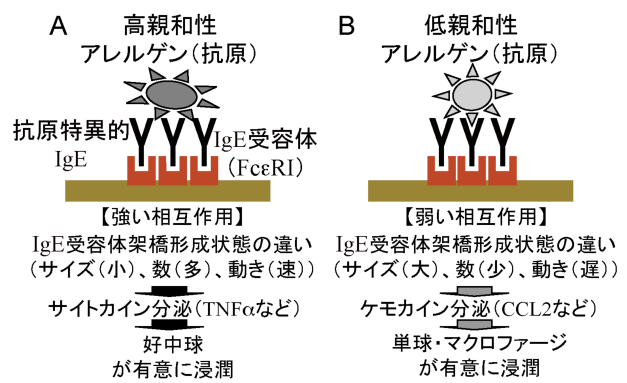 A
高親和性
アレルゲン（抗原）
抗原特異的
IgE
IgE受容体
（FcεRI）
【強い相互作用】
IgE受容体架橋形成状態の違い
（サイズ（小）、数（多）、動き（速））
サイトカイン分泌（TNFαなど）
好中球
が有意に浸潤
B
低親和性
アレルゲン（抗原）
【弱い相互作用】
IgE受容体架橋形成状態の違い
（サイズ（大）、数（少）、動き（遅））
ケモカイン分泌（CCL2など）
単球・マクロファージ
が有意に浸潤